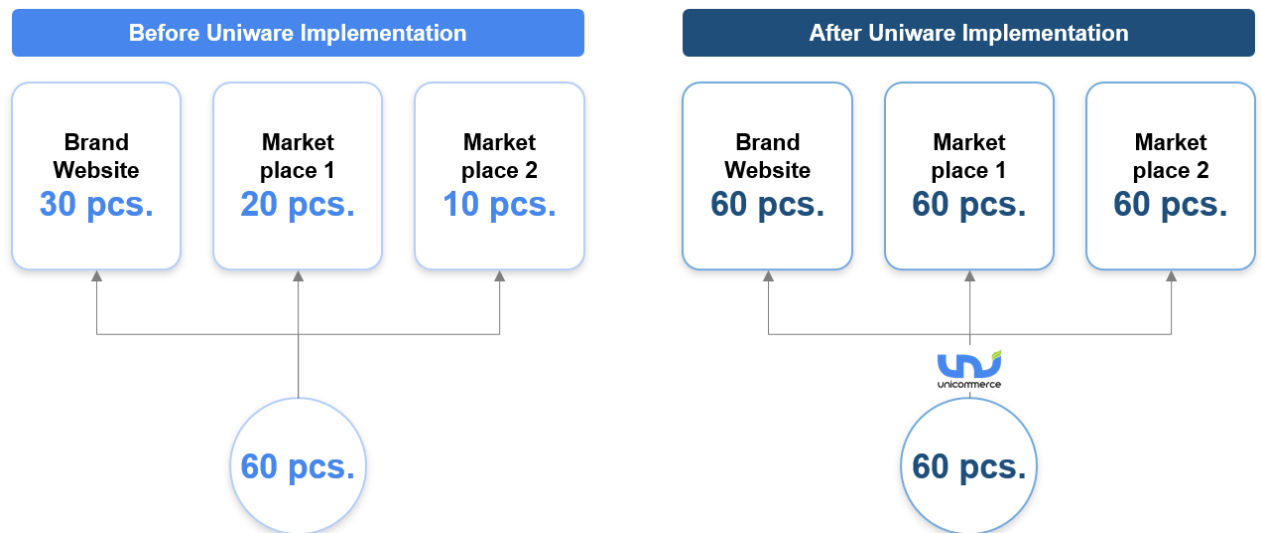 Before Uniware Implementation
Brand
Website
30 pcs.
Market
place 1
20 pcs.
Market
place 2
10 pcs.
60 pcs.
After Uniware Implementation
Brand
Website
60 pcs.
Market
place 1
60 pcs.
Market
place 2
60 pcs.
uni
unicommerce
60 pcs.